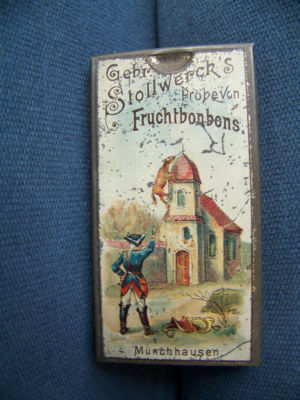 Gebr.
Stollwerck's
Probe von
Fruchtbonbons.
Münchhausen